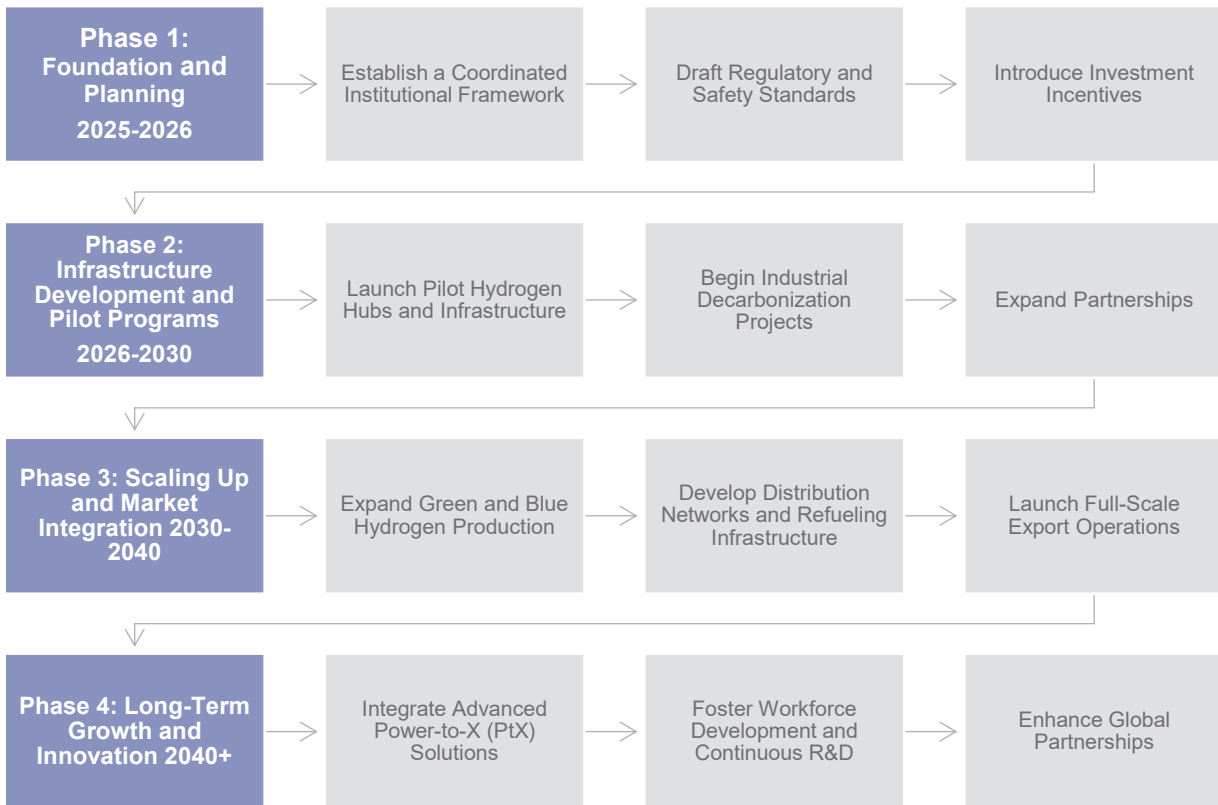 Phase 1:
Foundation and
Planning
2025-2026
Establish a Coordinated
Institutional Framework
Draft Regulatory and
Safety Standards
Introduce Investment
Incentives
Phase 2:
Infrastructure
Development and
Pilot Programs
2026-2030
Launch Pilot Hydrogen
Hubs and Infrastructure
Begin Industrial
Decarbonization
Projects
Expand Partnerships
Phase 3: Scaling Up
and Market
Integration 2030-
2040
Expand Green and Blue
Hydrogen Production
Develop Distribution
Networks and Refueling
Infrastructure
Launch Full-Scale
Export Operations
Phase 4: Long-Term
Growth and
Innovation 2040+
Integrate Advanced
Power-to-X (PtX)
Solutions
Foster Workforce
Development and
Continuous R&D
Enhance Global
Partnerships